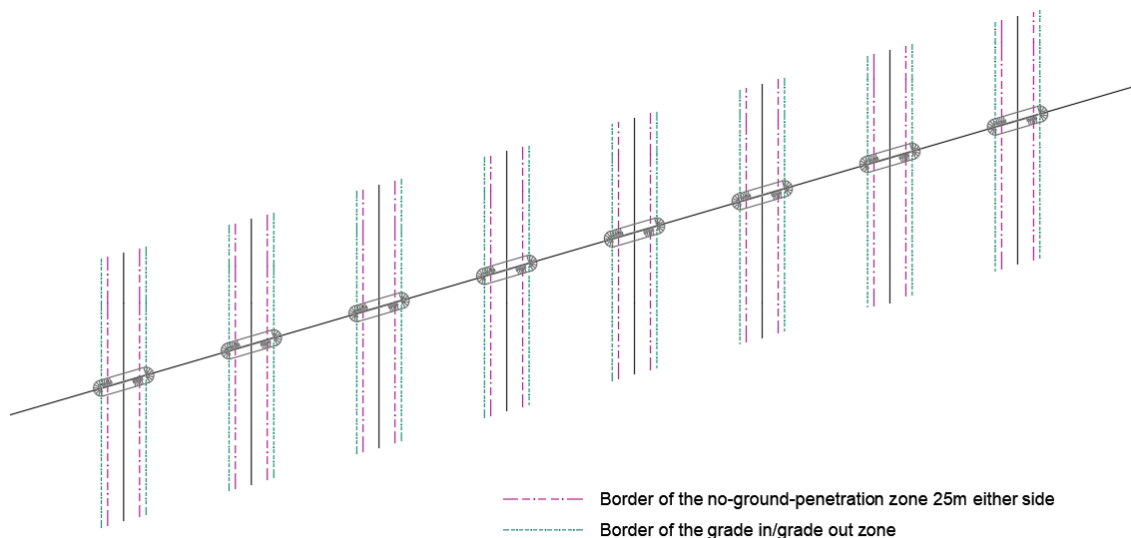 Border of the no-ground-penetration zone 25m either side
Border of the grade in/grade out zone